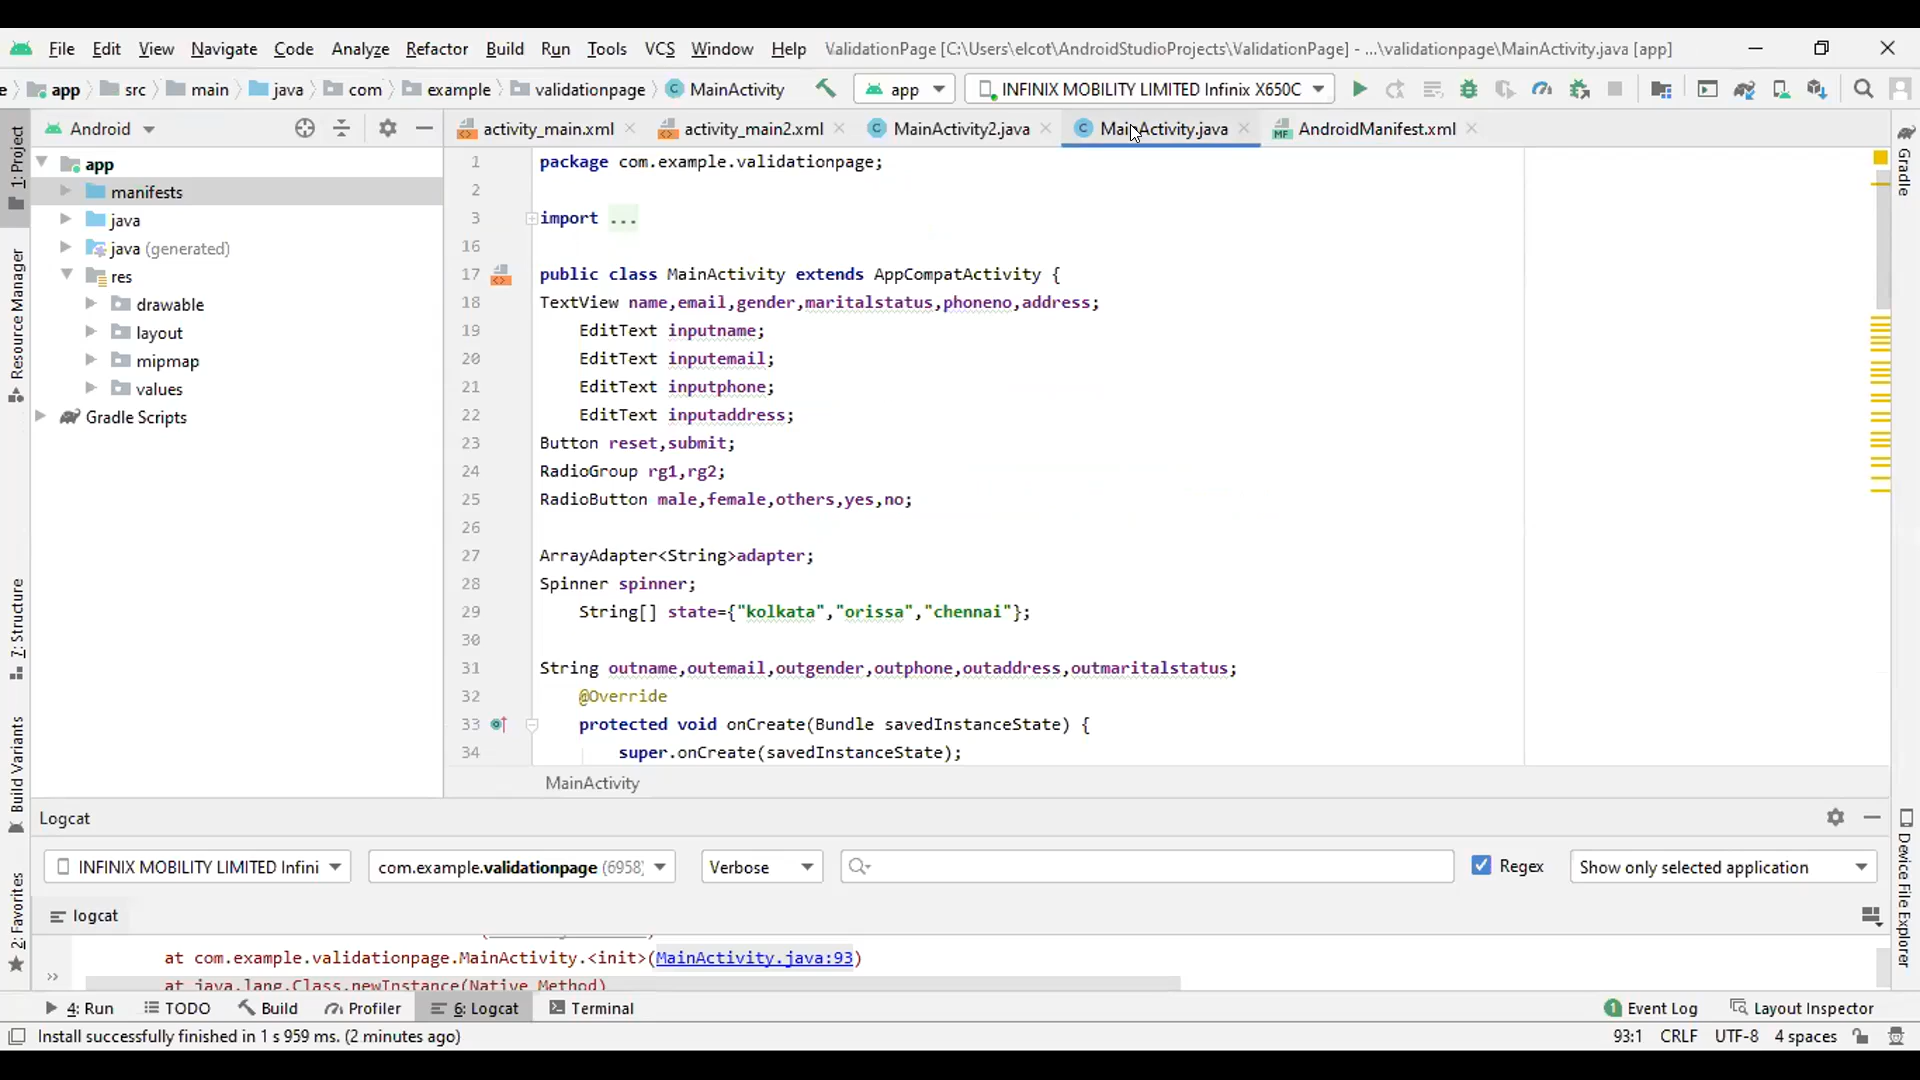 File Edit View Navigate Code Analyze Refactor Build Run Tools VCS Window Help ValidationPage [C:\Users\elcot\AndroidStudioProjects\ValidationPage] - ...\validationpage\MainActivity.java [app]
e app src main java com example validationpage MainActivity app INFINIX MOBILITY LIMITED Infinix X650C
Android activity_main.xml activity_main2.xml MainActivity2.java MainActivity.java AndroidManifest.xml
1: Project
Resource Manager
7: Structure
Build Variants
2: Favorites
app
manifests
java
java (generated)
res
drawable
layout
mipmap
values
Gradle Scripts
1 package com.example.validationpage;
2
3 import ...
16
17 public class MainActivity extends AppCompatActivity {
18 TextView name,email,gender,maritalstatus,phoneno,address;
19 EditText inputname;
20 EditText inputemail;
21 EditText inputphone;
22 EditText inputaddress;
23 Button reset,submit;
24 RadioGroup rg1,rg2;
25 RadioButton male,female,others,yes,no;
26
27 ArrayAdapter<String>adapter;
28 Spinner spinner;
29 String[] state={"kolkata","orissa","chennai"};
30
31 String outname,outemail,outgender,outphone,outaddress,outmaritalstatus;
32 @Override
33 protected void onCreate(Bundle savedInstanceState) {
34 super.onCreate(savedInstanceState);
MainActivity
Gradle
Device File Explorer
Logcat
INFINIX MOBILITY LIMITED Infini com.example.validationpage (6958) Verbose Regex Show only selected application
logcat
at com.example.validationpage.MainActivity.<init>(MainActivity.java:93)
at java.lang.Class.newInstance(Native Method)
4: Run TODO Build Profiler 6: Logcat Terminal 1 Event Log Layout Inspector
Install successfully finished in 1 s 959 ms. (2 minutes ago) 93:1 CRLF UTF-8 4 spaces